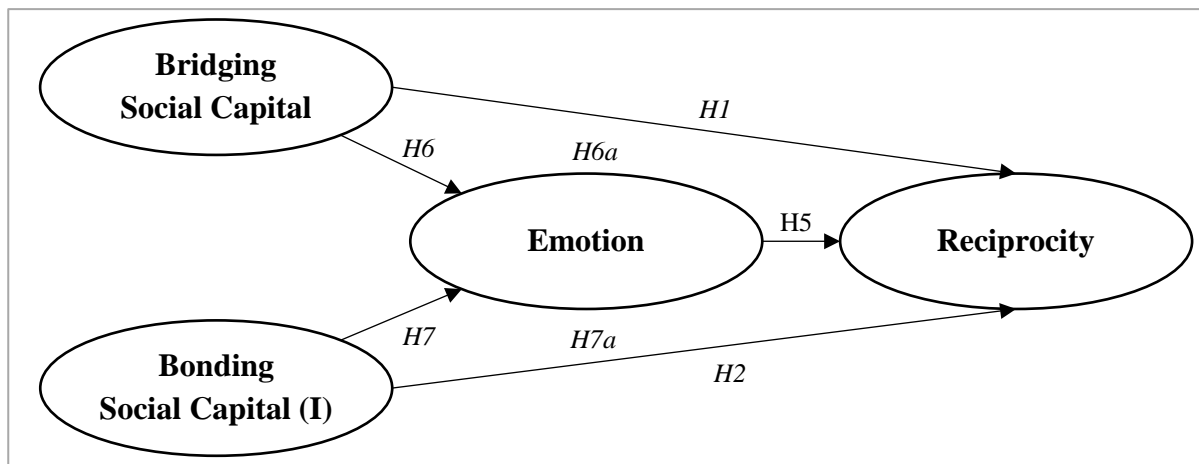 Bridging
Social Capital
H1
H6
H6a
Emotion
H5
Reciprocity
H7
H7a
H2
Bonding
Social Capital (I)